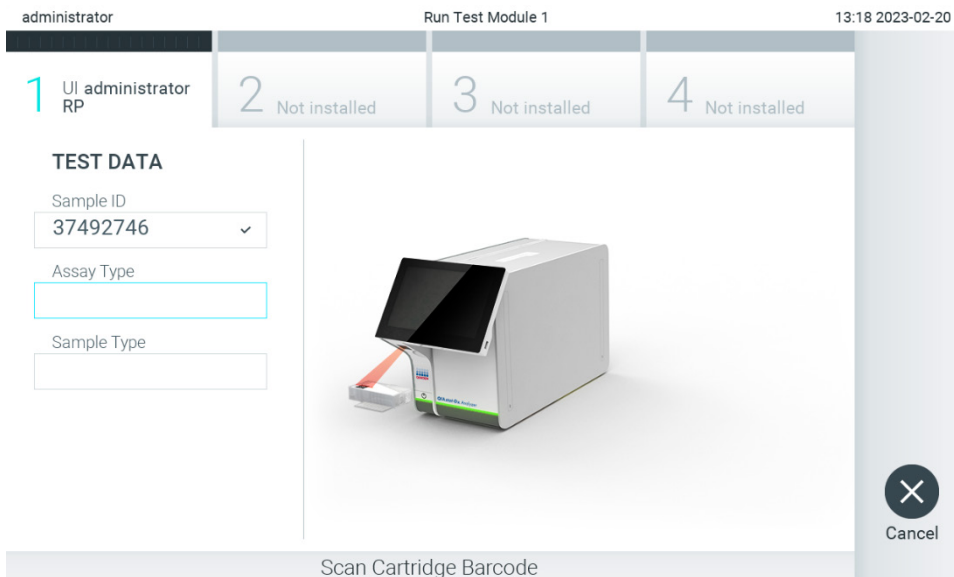 administrator
Run Test Module 1
13:18 2023-02-20
1
UI administrator
RP
2 Not installed
3 Not installed
4 Not installed
TEST DATA
Sample ID
37492746
Assay Type
Sample Type
Cancel
Scan Cartridge Barcode